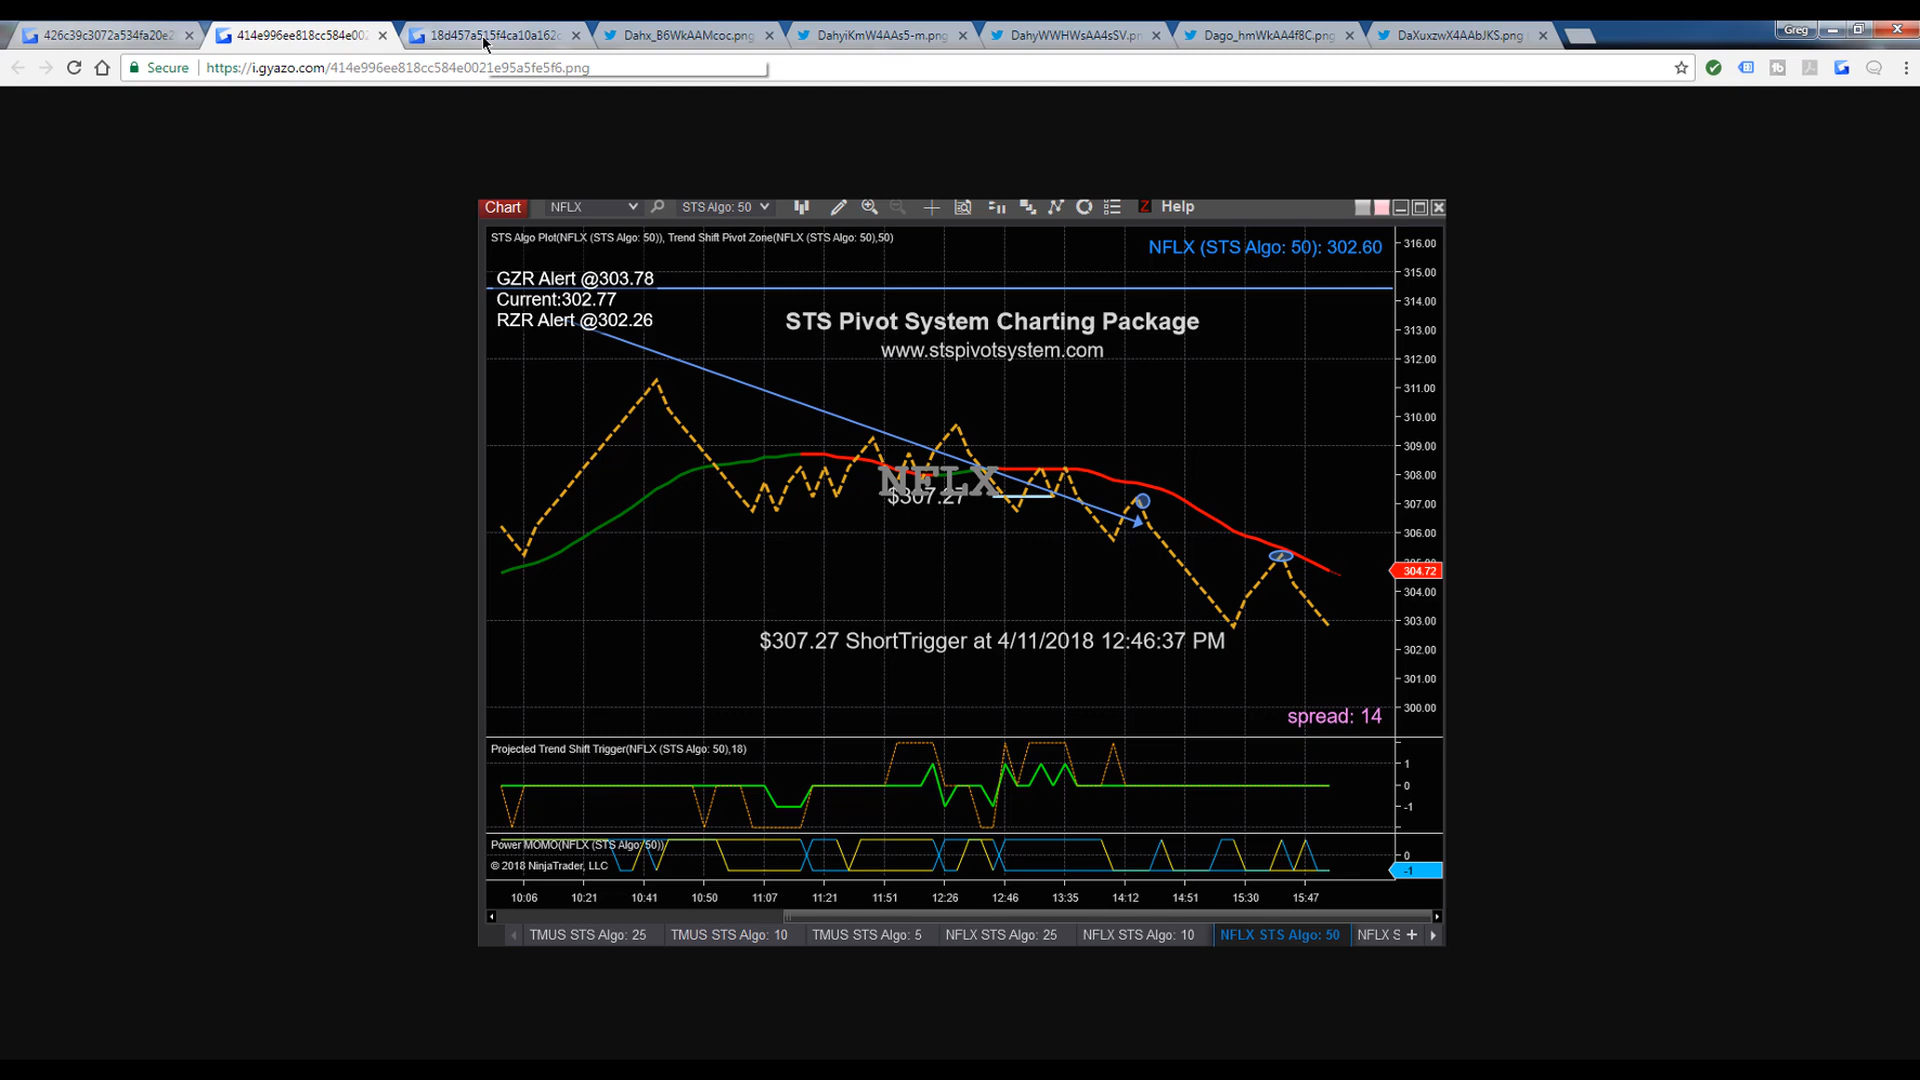 426c39c3072a534fa20e2
414e996ee818cc584e002
18d457a515f4ca10a162c
Dahx_B6WkAAMcoc.png
DahyiKmW4AAs5-m.png
DahyWWHWsAA4sSV.pn
Dago_hmWkAA4f8C.png
DaXuxzwX4AAbJKS.png
Greg
Secure
https://i.gyazo.com/414e996ee818cc584e0021e95a5fe5f6.png
Chart
NFLX
STS Algo: 50
Z
Help
STS Algo Plot(NFLX (STS Algo: 50)), Trend Shift Pivot Zone(NFLX (STS Algo: 50),50)
NFLX (STS Algo: 50): 302.60
GZR Alert @303.78
Current:302.77
RZR Alert @302.26
STS Pivot System Charting Package
www.stspivotsystem.com
NFLX
$307.27
$307.27 ShortTrigger at 4/11/2018 12:46:37 PM
spread: 14
316.00
315.00
314.00
313.00
312.00
311.00
310.00
309.00
308.00
307.00
306.00
304.72
304.00
303.00
302.00
301.00
300.00
Projected Trend Shift Trigger(NFLX (STS Algo: 50),18)
1
0
-1
Power MOMO(NFLX (STS Algo: 50))
© 2018 NinjaTrader, LLC
0
-1
10:06 10:21 10:41 10:50 11:07 11:21 11:51 12:26 12:46 13:35 14:12 14:51 15:30 15:47
TMUS STS Algo: 25 TMUS STS Algo: 10 TMUS STS Algo: 5 NFLX STS Algo: 25 NFLX STS Algo: 10 NFLX STS Algo: 50 NFLX S